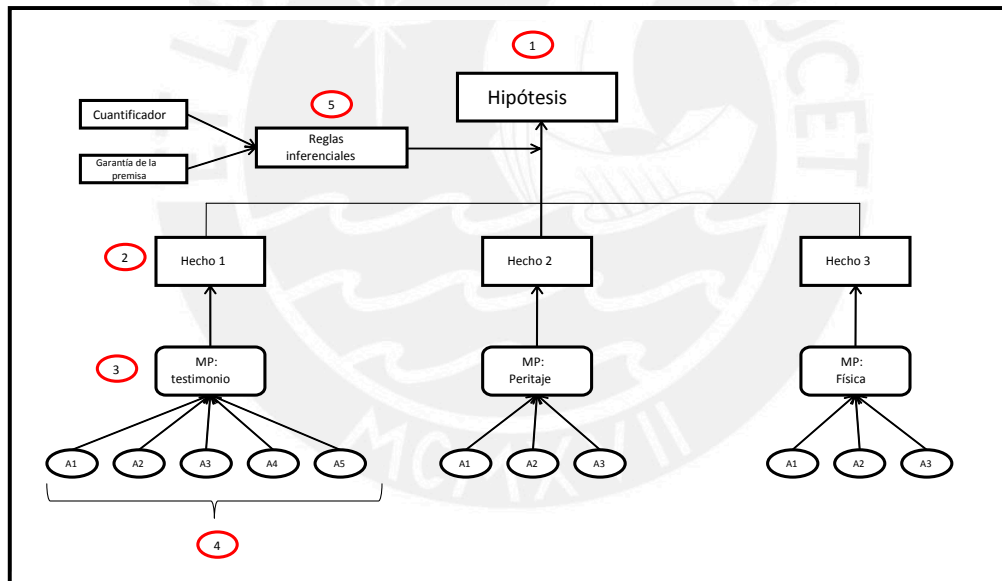 1
Hipótesis
Cuantificador
5
Reglas
inferenciales
Garantía de la
premisa
2
Hecho 1
Hecho 2
Hecho 3
3
MP:
testimonio
MP:
Peritaje
MP:
Física
A1
A2
A3
A4
A5
A1
A2
A3
A1
A2
A3
4